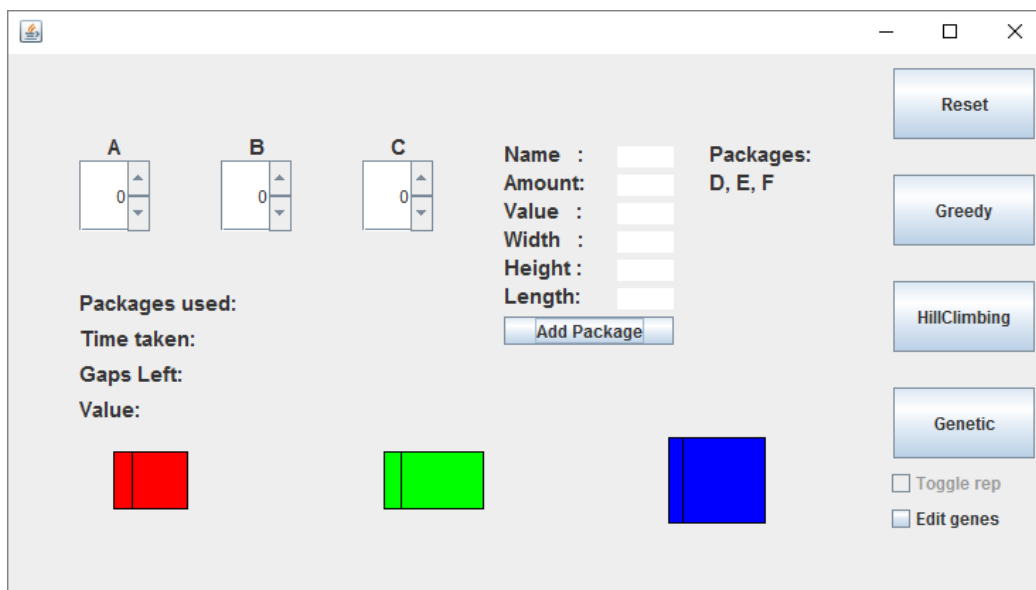 A
B
C
0
0
0
Name :
Amount:
Value :
Width :
Height :
Length:
Add Package
Packages:
D, E, F
Packages used:
Time taken:
Gaps Left:
Value:
Reset
Greedy
HillClimbing
Genetic
Toggle rep
Edit genes